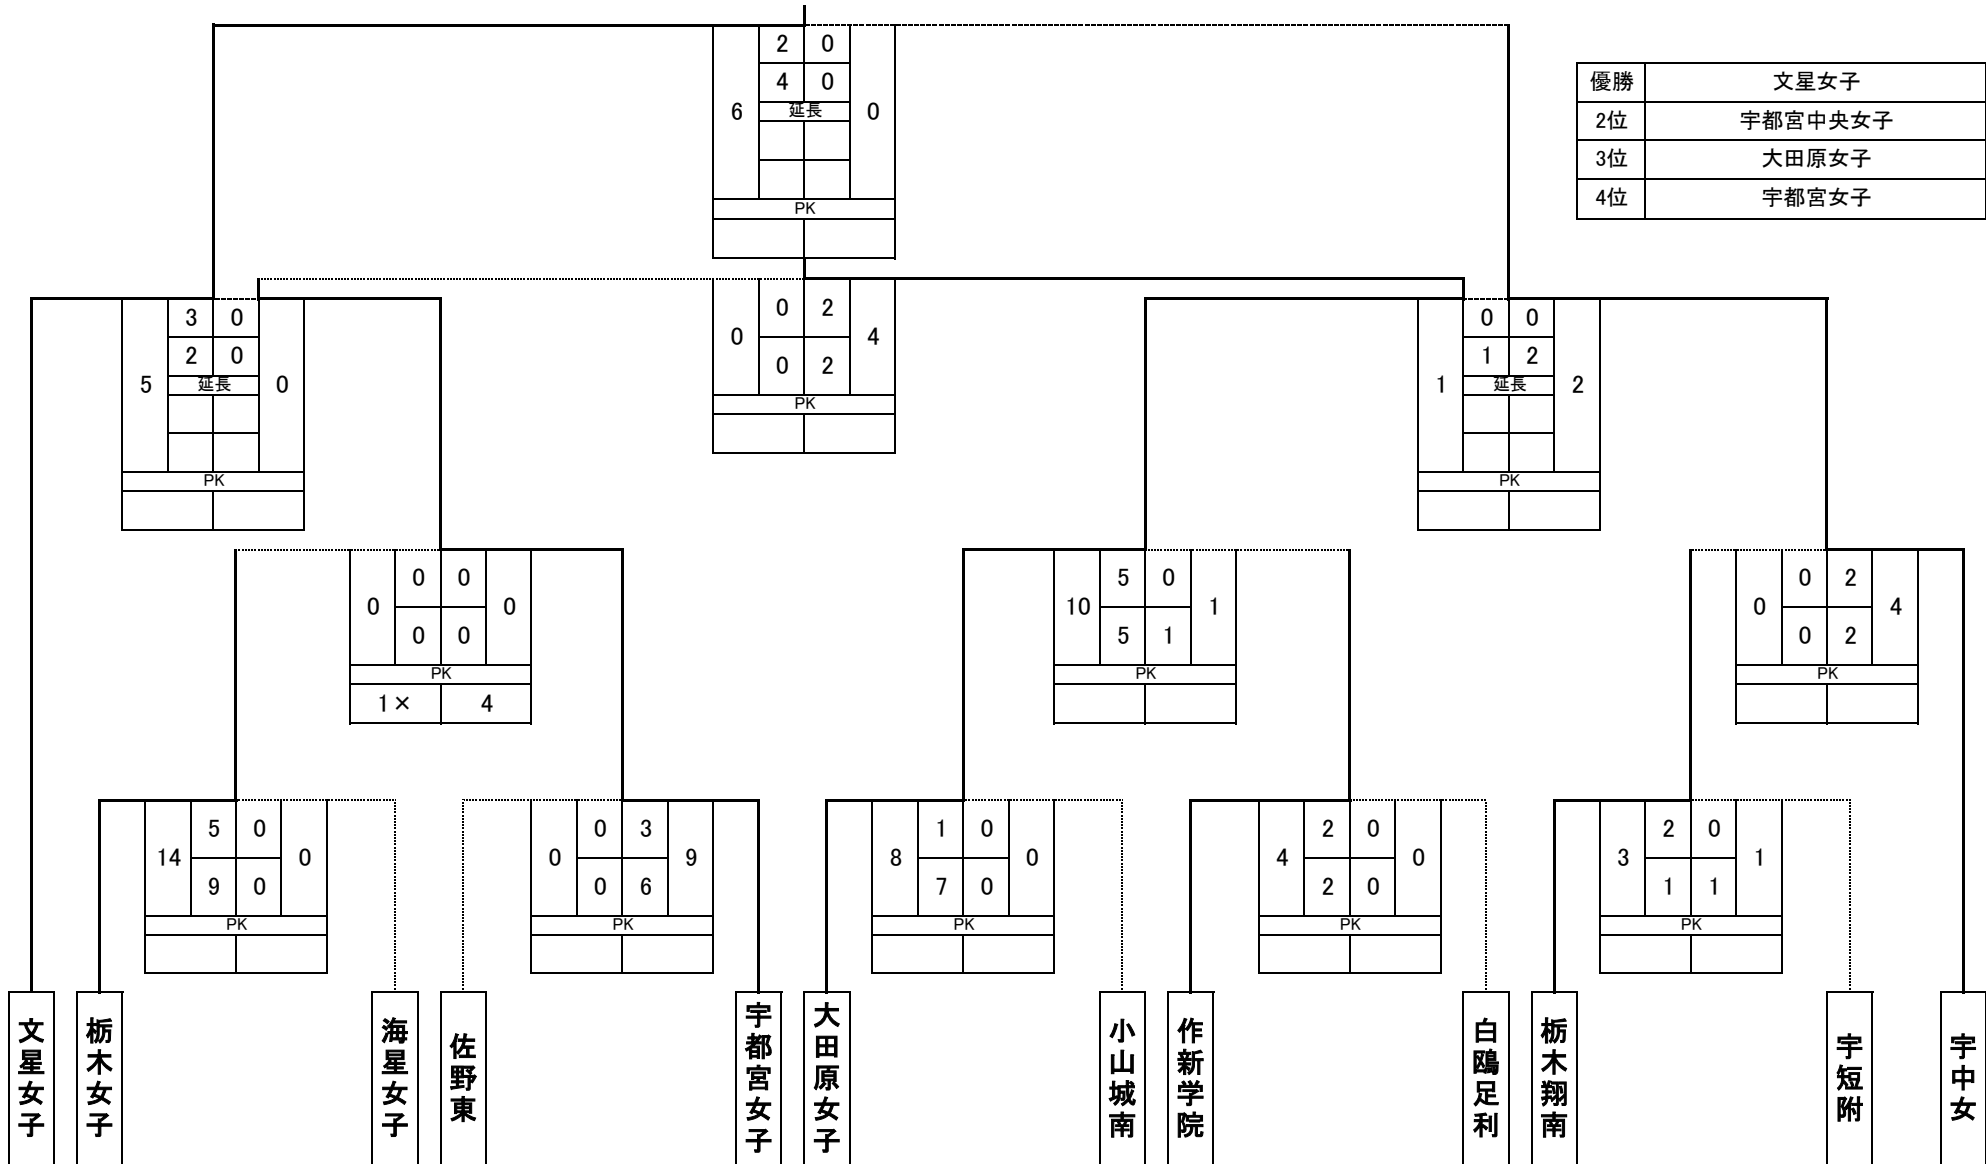 2 0
4 0
6 延長 0
PK
優勝 文星女子
2位 宇都宮中央女子
3位 大田原女子
4位 宇都宮女子
3 0
2 0
5 延長 0
PK
0 2
0 4
0 2
PK
0 0
1 2
1 延長 2
PK
0 0
0 0
0 0
PK
1× 4
5 0
10 1
5 1
PK
0 2
0 4
0 2
PK
5 0
14 0
9 0
PK
0 3
0 9
0 6
PK
1 0
8 0
7 0
PK
2 0
4 0
2 0
PK
2 0
3 1
1 1
PK
文星女子
栃木女子
海星女子
佐野東
宇都宮女子
大田原女子
小山城南
作新学院
白鴎足利
栃木翔南
宇短附
宇中女